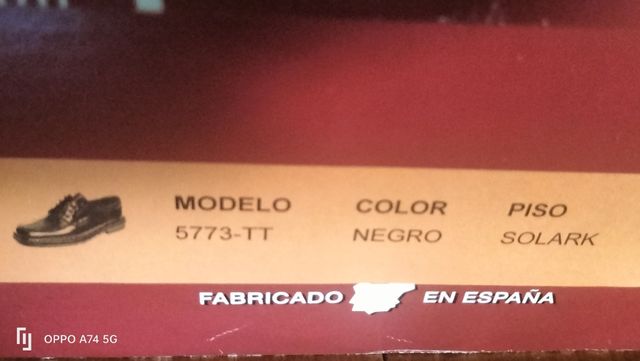 MODELO COLOR PISO
5773-TT NEGRO SOLARK
FABRICADO EN ESPAÑA
OPPO A74 5G